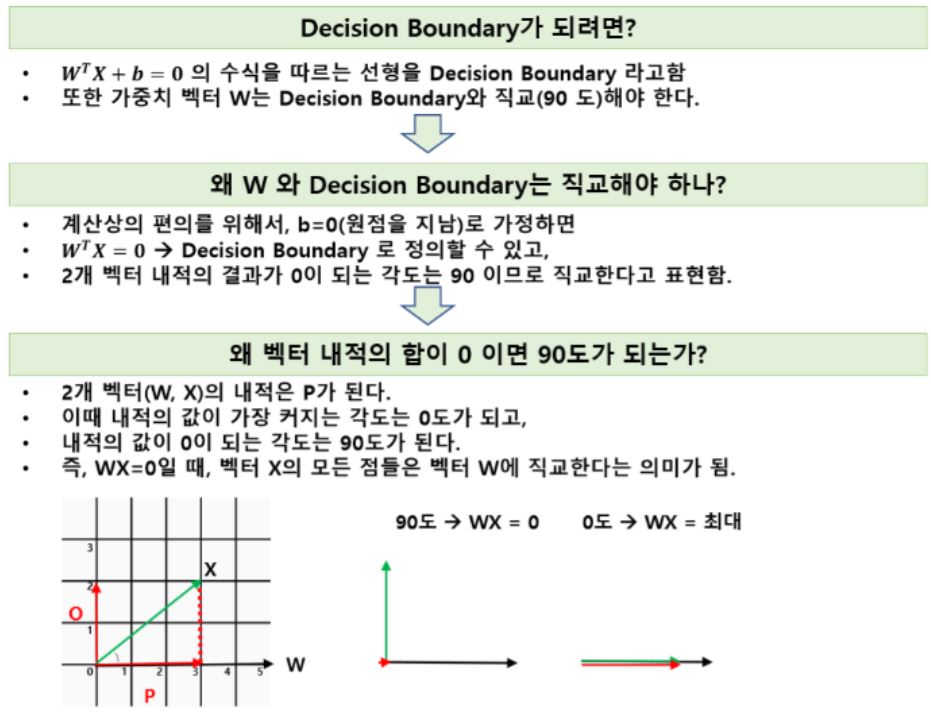 Decision Boundary가 되려면?
• WᵀX + b = 0 의 수식을 따르는 선형을 Decision Boundary 라고함
• 또한 가중치 벡터 W는 Decision Boundary와 직교(90 도)해야 한다.
왜 W 와 Decision Boundary는 직교해야 하나?
• 계산상의 편의를 위해서, b=0(원점을 지남)로 가정하면
• WᵀX = 0 → Decision Boundary 로 정의할 수 있고,
• 2개 벡터 내적의 결과가 0이 되는 각도는 90 이므로 직교한다고 표현함.
왜 벡터 내적의 합이 0 이면 90도가 되는가?
• 2개 벡터(W, X)의 내적은 P가 된다.
• 이때 내적의 값이 가장 커지는 각도는 0도가 되고,
• 내적의 값이 0이 되는 각도는 90도가 된다.
• 즉, WX=0일 때, 벡터 X의 모든 점들은 벡터 W에 직교한다는 의미가 됨.
90도 → WX = 0
0도 → WX = 최대
3
X
2
O
1
0 1 2 3 4 5
W
P